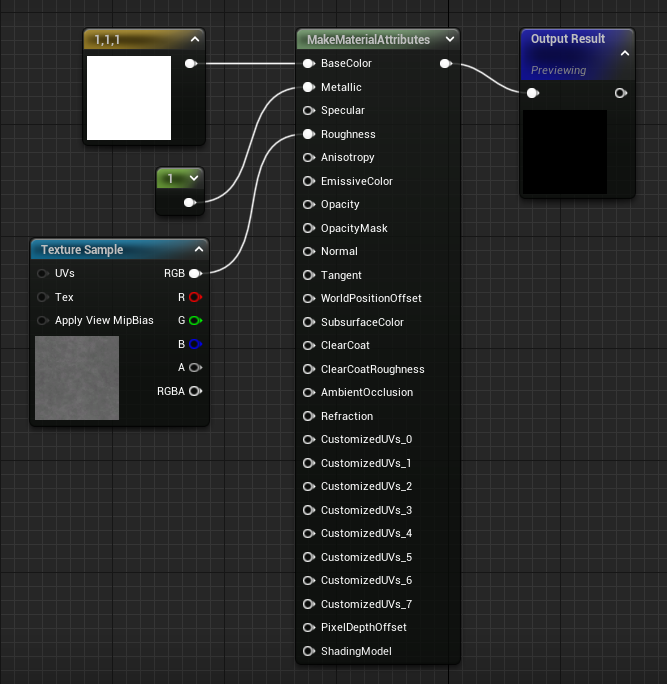 1,1,1
1
Texture Sample
UVs
RGB
Tex
R
Apply View MipBias
G
B
A
RGBA
MakeMaterialAttributes
BaseColor
Metallic
Specular
Roughness
Anisotropy
EmissiveColor
Opacity
OpacityMask
Normal
Tangent
WorldPositionOffset
SubsurfaceColor
ClearCoat
ClearCoatRoughness
AmbientOcclusion
Refraction
CustomizedUVs_0
CustomizedUVs_1
CustomizedUVs_2
CustomizedUVs_3
CustomizedUVs_4
CustomizedUVs_5
CustomizedUVs_6
CustomizedUVs_7
PixelDepthOffset
ShadingModel
Output Result
Previewing